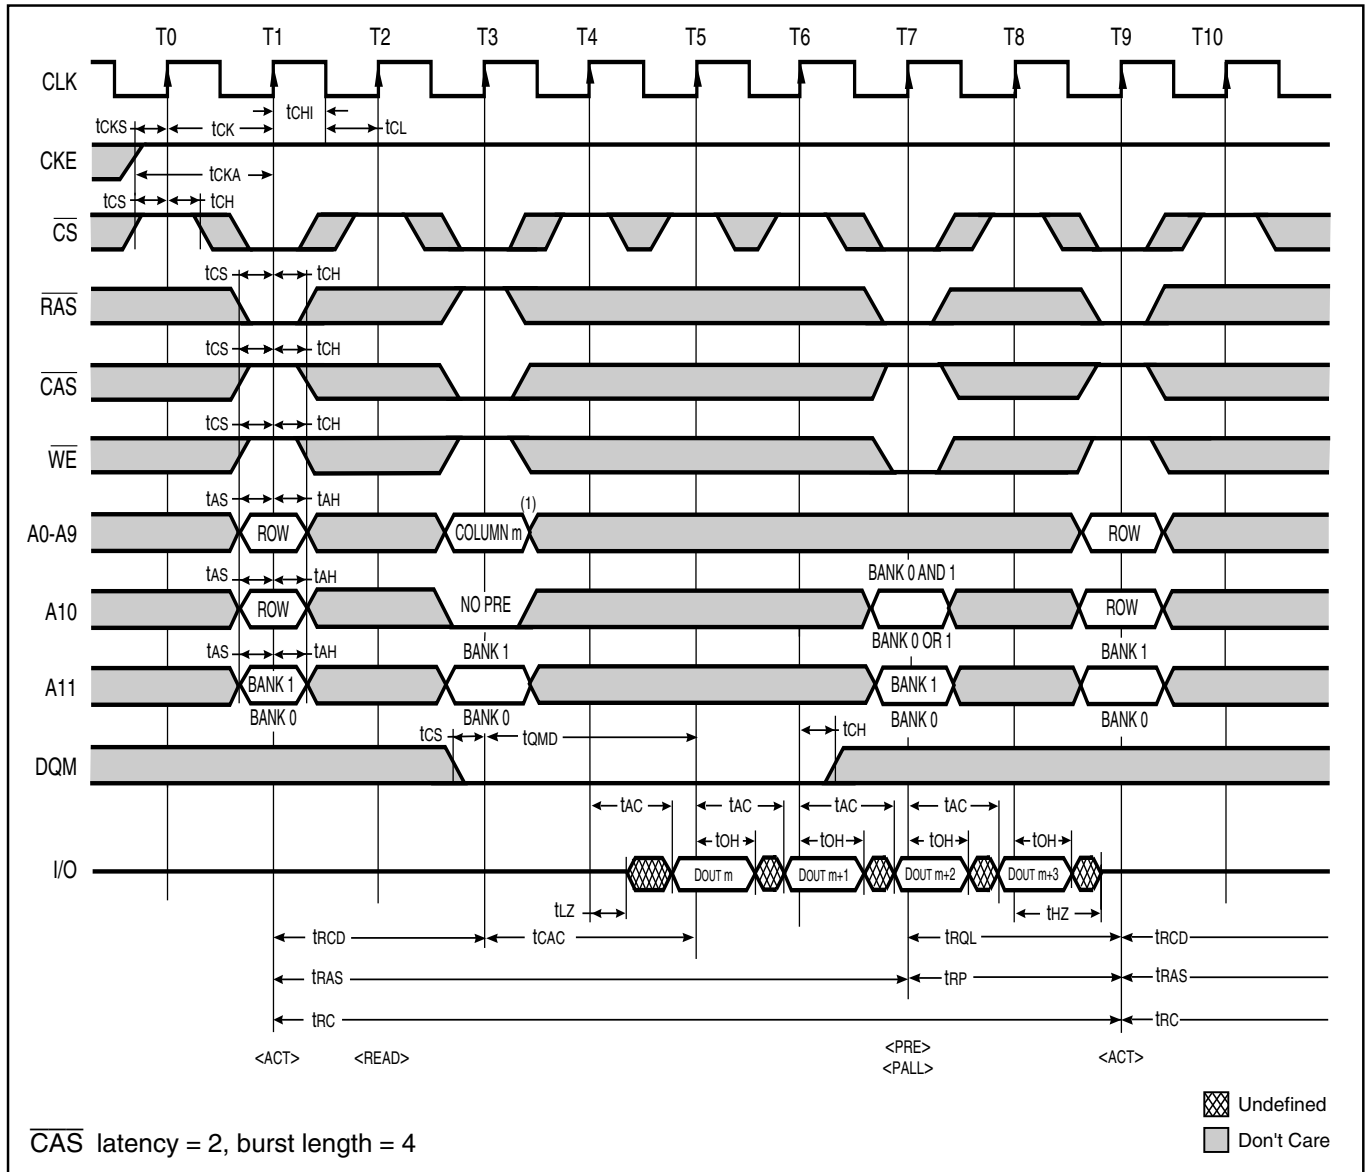 T0 T1 T2 T3 T4 T5 T6 T7 T8 T9 T10
CLK
tCHI
tCKS tCK tCL
CKE
tCKA
tCS tCH
CS
tCS tCH
RAS
tCS tCH
CAS
tCS tCH
WE
tAS tAH (1)
A0-A9 ROW COLUMN m ROW
tAS tAH BANK 0 AND 1
A10 ROW NO PRE ROW
BANK 0 OR 1
tAS tAH BANK 1 BANK 1
A11 BANK 1 BANK 1
BANK 0 BANK 0 BANK 0 BANK 0
tCS tQMD tCH
DQM
tAC tAC tAC tAC
tOH tOH tOH tOH
I/O DOUT m DOUT m+1 DOUT m+2 DOUT m+3
tLZ tHZ
tRCD tCAC tRQL tRCD
tRAS tRP tRAS
tRC tRC
<ACT> <READ> <PRE> <ACT>
<PALL>
Undefined
Don't Care
CAS latency = 2, burst length = 4